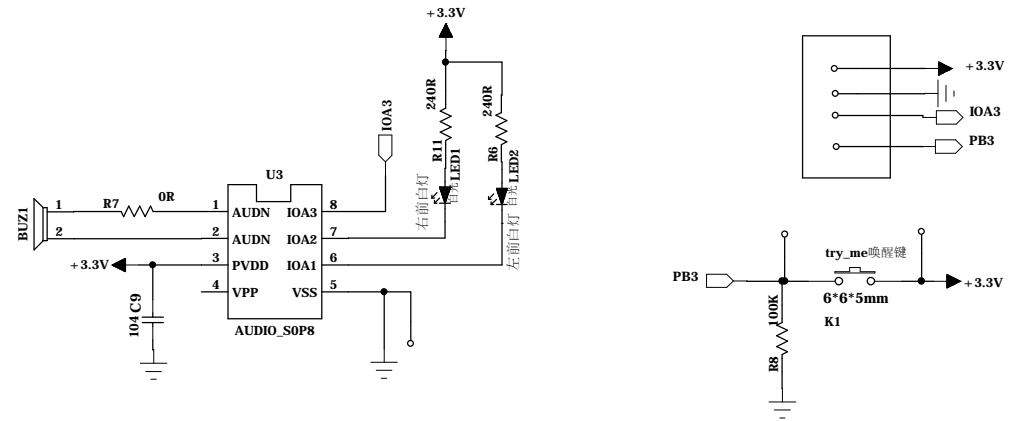 +3.3V
240R
240R
IOA3
R11
LED1
R6
LED2
白光
白光
右前白灯
左前白灯
BUZ1
1
2
R7
0R
U3
1 AUDN IOA3 8
2 AUDN IOA2 7
3 PVDD IOA1 6
4 VPP VSS 5
AUDIO_S0P8
+3.3V
104 C9
+3.3V
IOA3
PB3
PB3
try_me唤醒键
6*6*5mm
K1
+3.3V
100K
R8